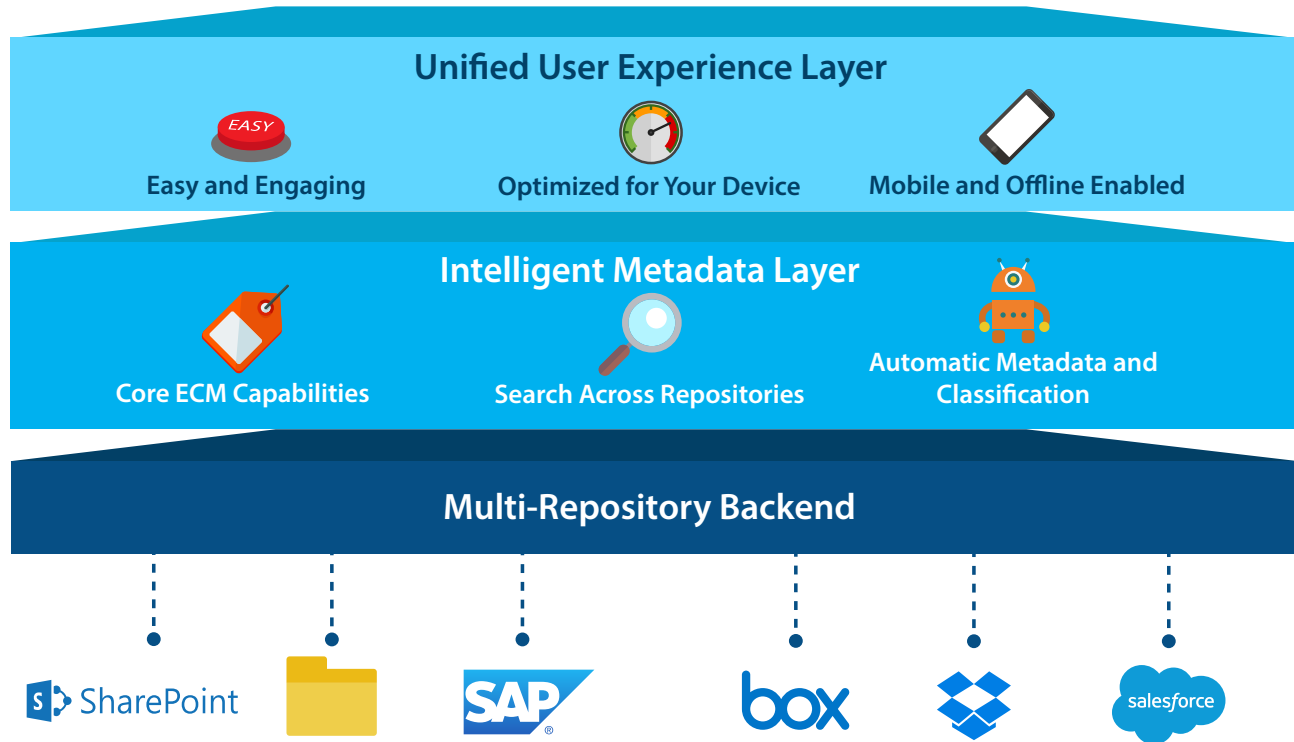 Unified User Experience Layer
EASY
Easy and Engaging
Optimized for Your Device
Mobile and Offline Enabled
Intelligent Metadata Layer
Core ECM Capabilities
Search Across Repositories
Automatic Metadata and
Classification
Multi-Repository Backend
S
SharePoint
SAP
®
box
salesforce